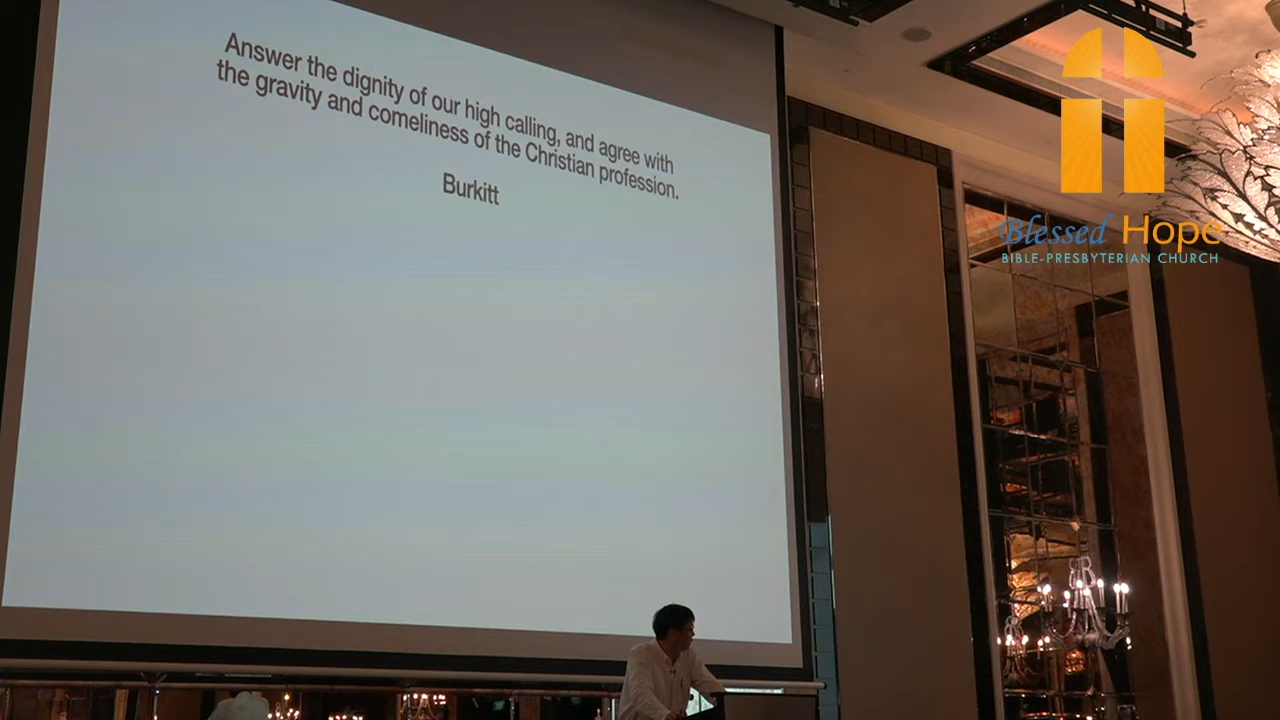 Answer the dignity of our high calling, and agree with
the gravity and comeliness of the Christian profession.
Burkitt
Blessed Hope
BIBLE-PRESBYTERIAN CHURCH